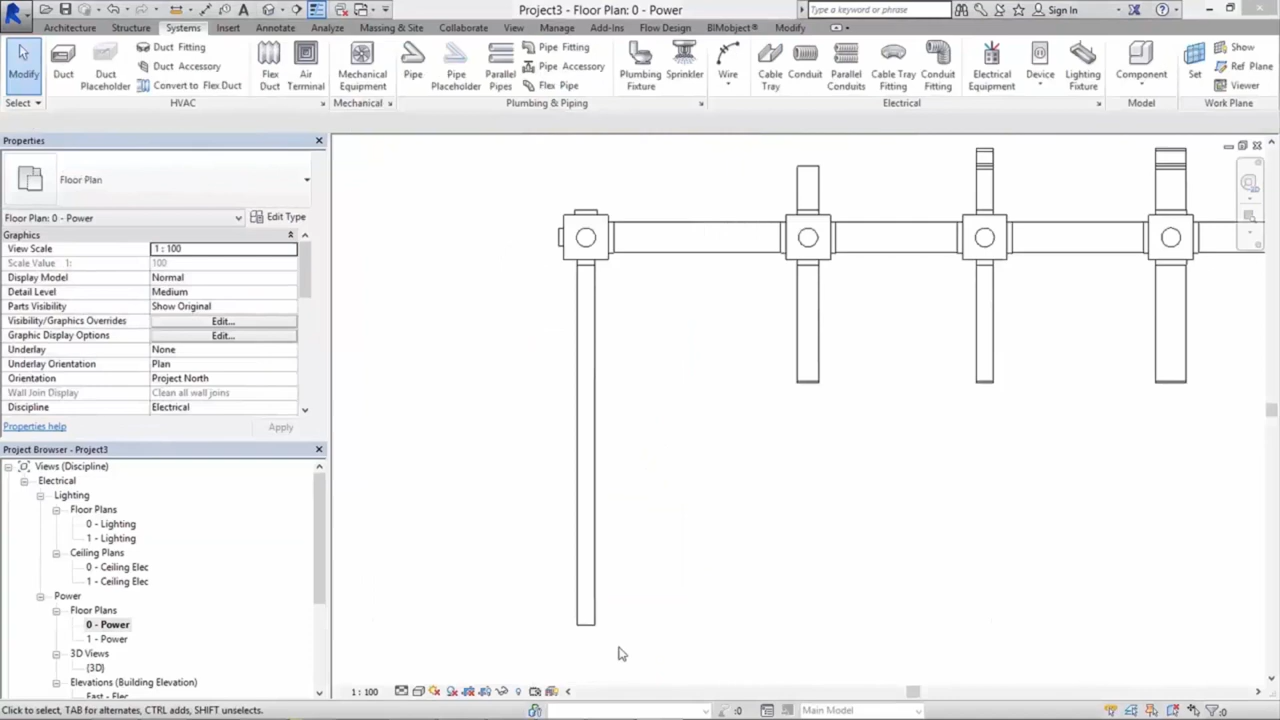 Project3 - Floor Plan: 0 - Power
Type a keyword or phrase
Sign In
Architecture Structure Systems Insert Annotate Analyze Massing & Site Collaborate View Manage Add-Ins Flow Design BIMobject® Modify
Modify
Select
Duct
Duct Placeholder
Duct Fitting
Duct Accessory
Convert to Flex Duct
Flex Duct
Air Terminal
HVAC
Mechanical Equipment
Mechanical
Pipe
Pipe Placeholder
Parallel Pipes
Pipe Fitting
Pipe Accessory
Flex Pipe
Plumbing Fixture
Sprinkler
Plumbing & Piping
Wire
Cable Tray
Conduit
Parallel Conduits
Cable Tray Fitting
Conduit Fitting
Electrical Equipment
Device
Lighting Fixture
Electrical
Component
Model
Set
Show
Ref Plane
Viewer
Work Plane
Properties
Floor Plan
Floor Plan: 0 - Power
Edit Type
Graphics
View Scale 1 : 100
Scale Value 1: 100
Display Model Normal
Detail Level Medium
Parts Visibility Show Original
Visibility/Graphics Overrides Edit...
Graphic Display Options Edit...
Underlay None
Underlay Orientation Plan
Orientation Project North
Wall Join Display Clean all wall joins
Discipline Electrical
Properties help
Apply
Project Browser - Project3
Views (Discipline)
Electrical
Lighting
Floor Plans
0 - Lighting
1 - Lighting
Ceiling Plans
0 - Ceiling Elec
1 - Ceiling Elec
Power
Floor Plans
0 - Power
1 - Power
3D Views
{3D}
Elevations (Building Elevation)
East - Elec
1 : 100
Click to select, TAB for alternates, CTRL adds, SHIFT unselects.
:0
Main Model
:0